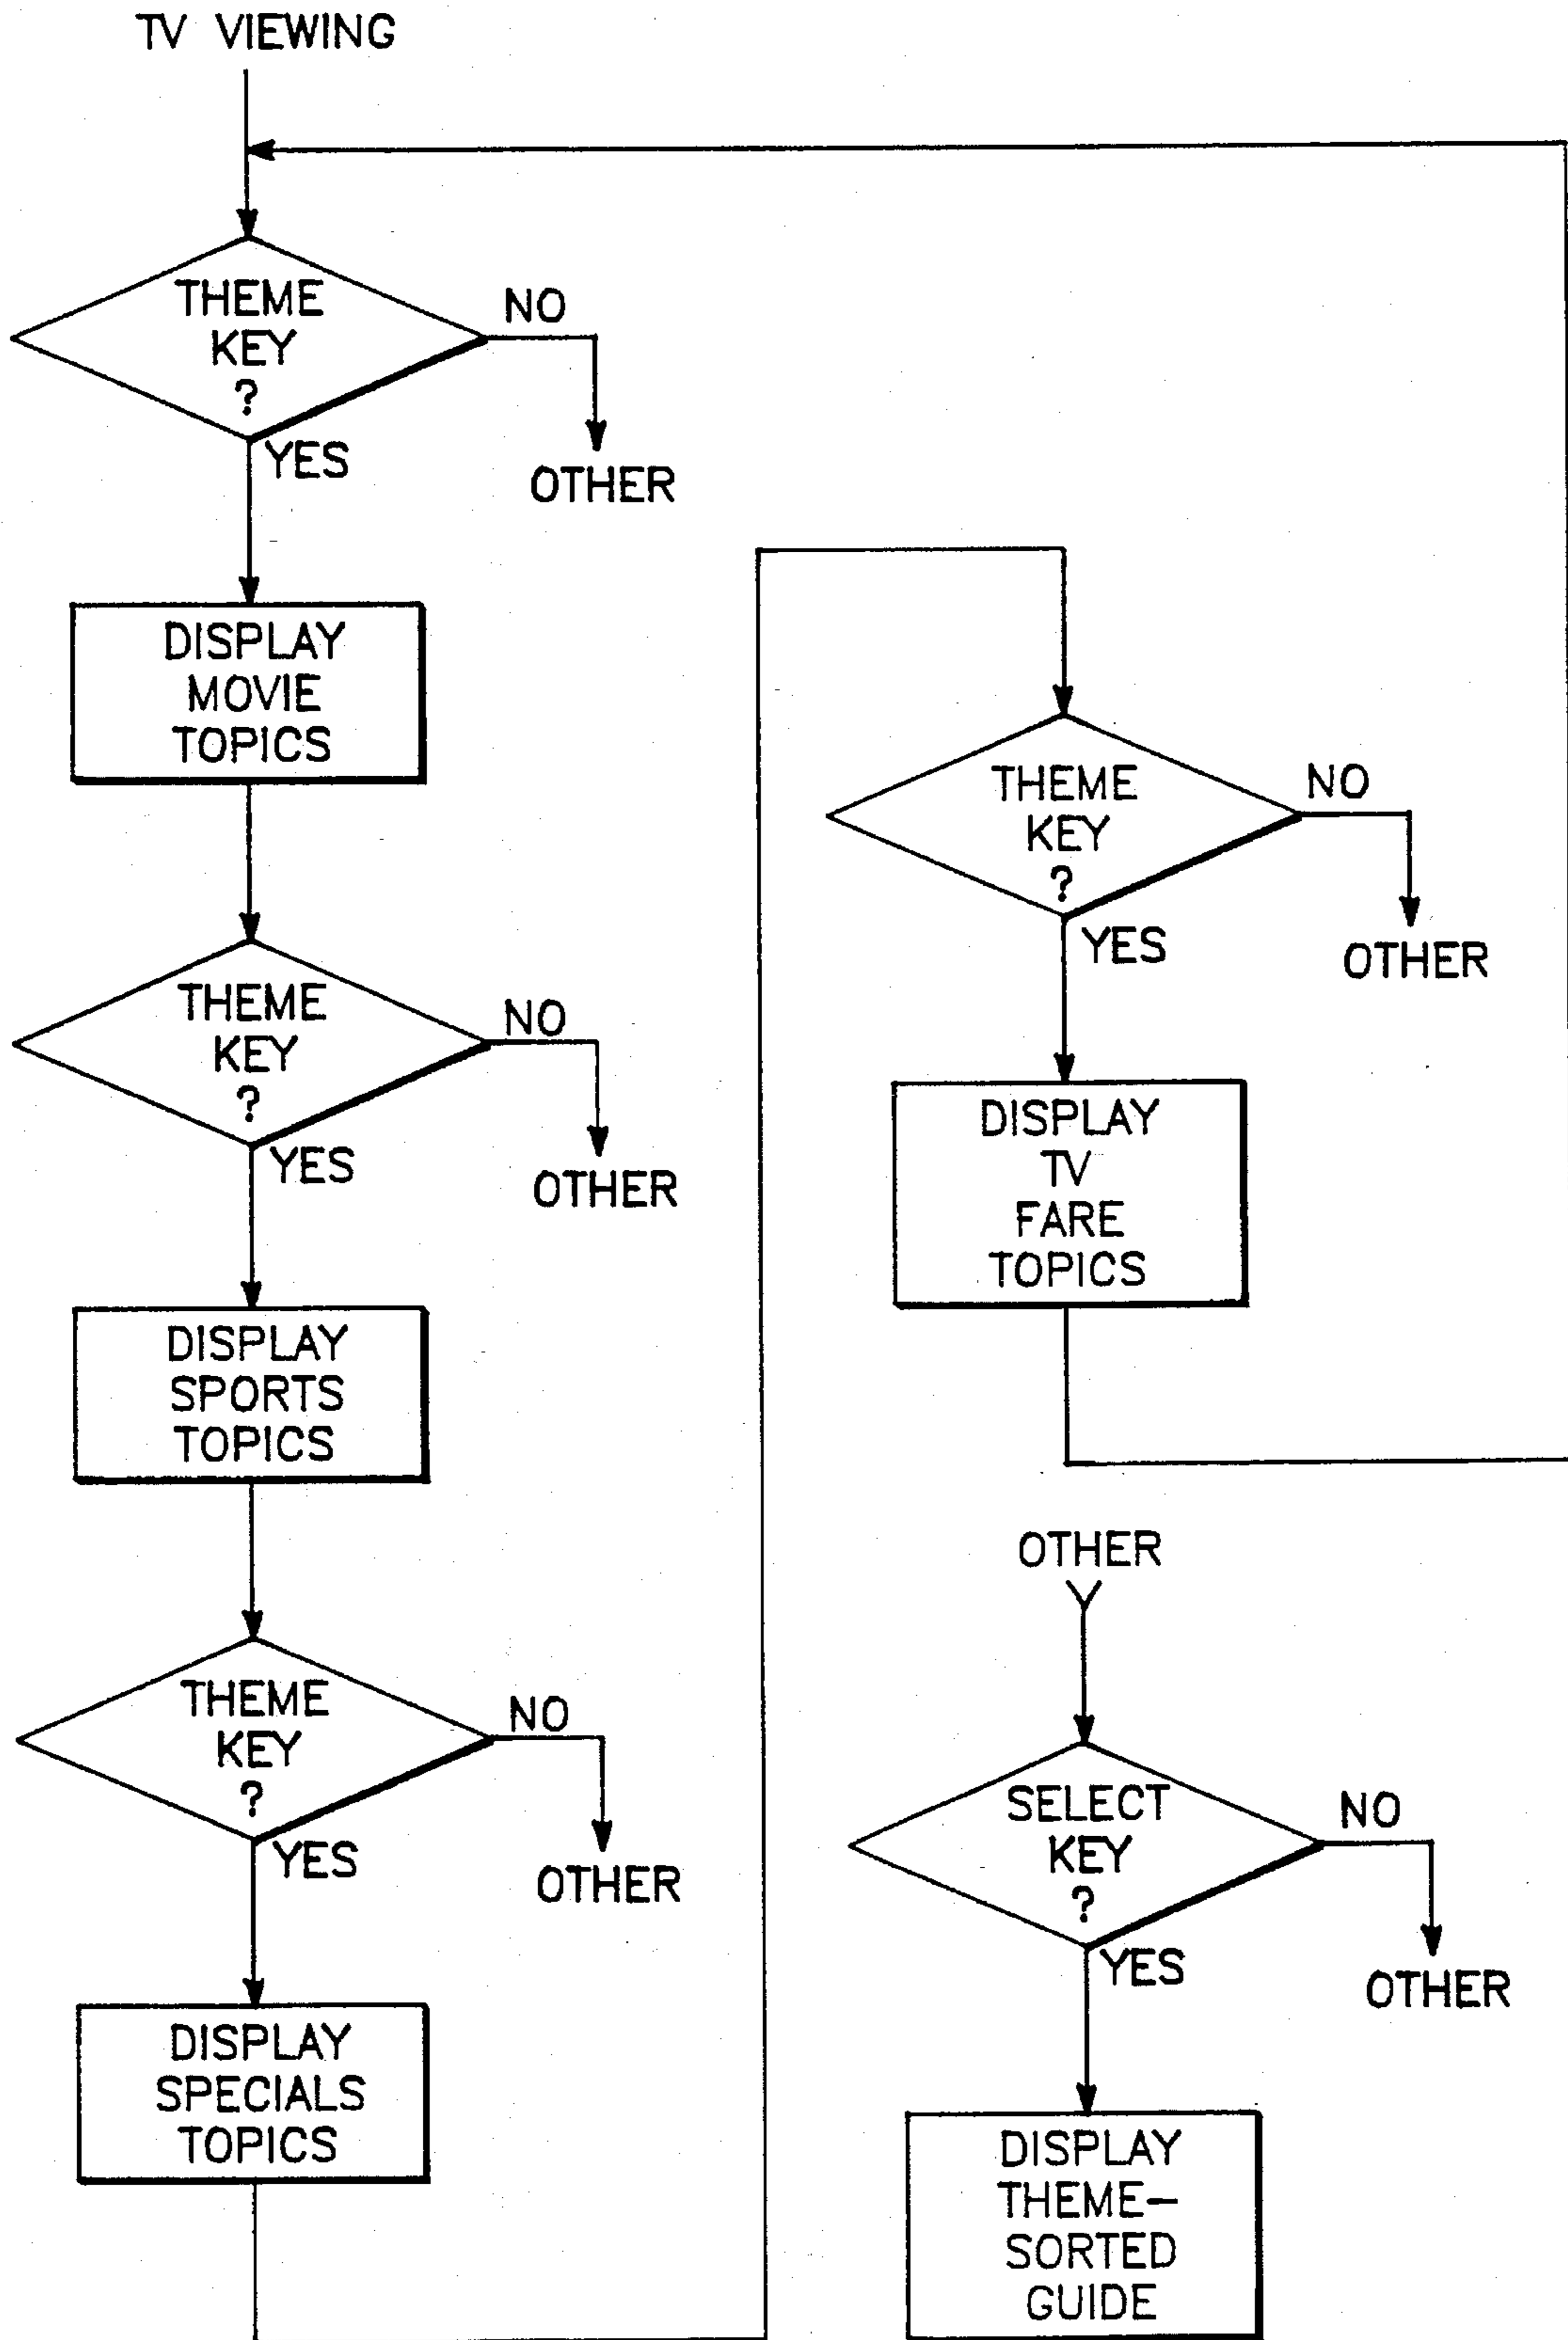 TV VIEWING
THEME
KEY
?
NO
YES
OTHER
DISPLAY
MOVIE
TOPICS
THEME
KEY
?
NO
YES
OTHER
DISPLAY
SPORTS
TOPICS
THEME
KEY
?
NO
YES
OTHER
DISPLAY
SPECIALS
TOPICS
THEME
KEY
?
NO
YES
OTHER
DISPLAY
TV
FARE
TOPICS
OTHER
SELECT
KEY
?
NO
YES
OTHER
DISPLAY
THEME-
SORTED
GUIDE